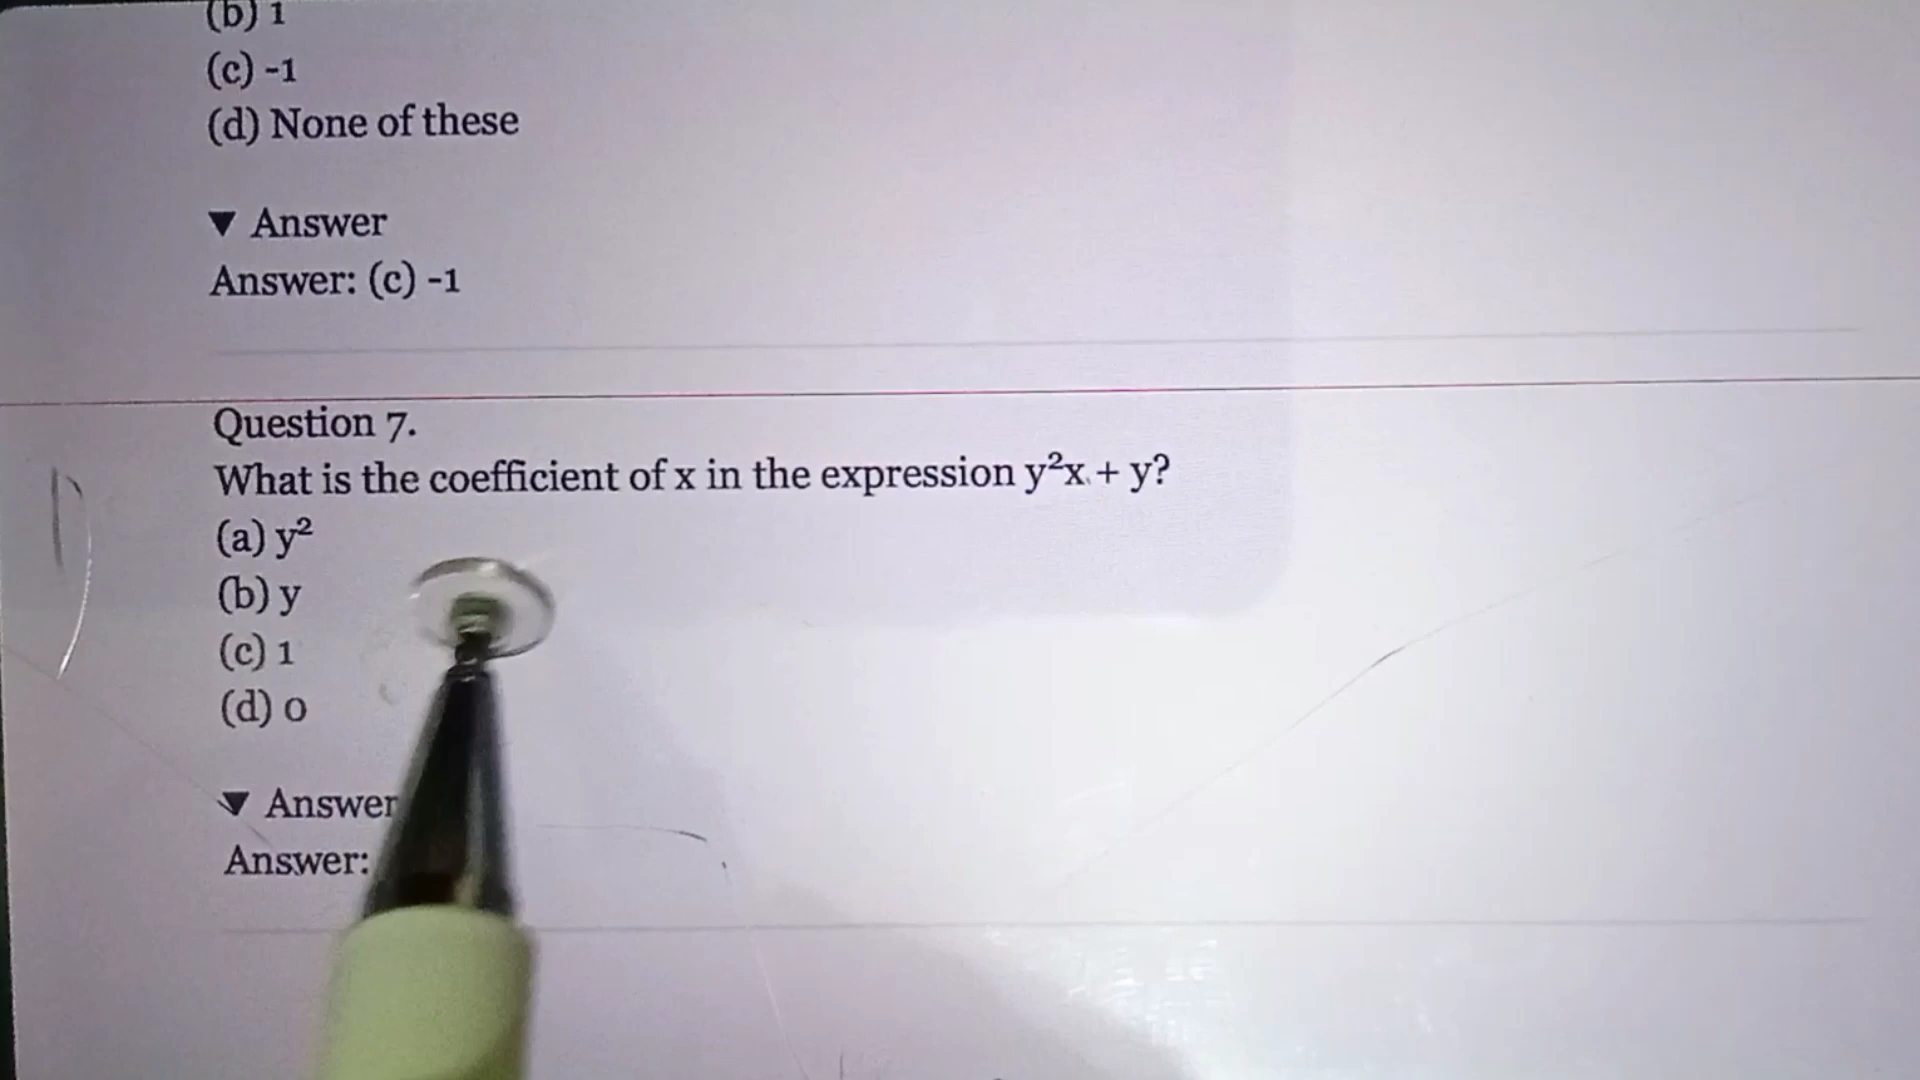 (b) 1
(c) -1
(d) None of these
▼ Answer
Answer: (c) -1
Question 7.
What is the coefficient of x in the expression y²x + y?
(a) y²
(b) y
(c) 1
(d) 0
▼ Answer
Answer: